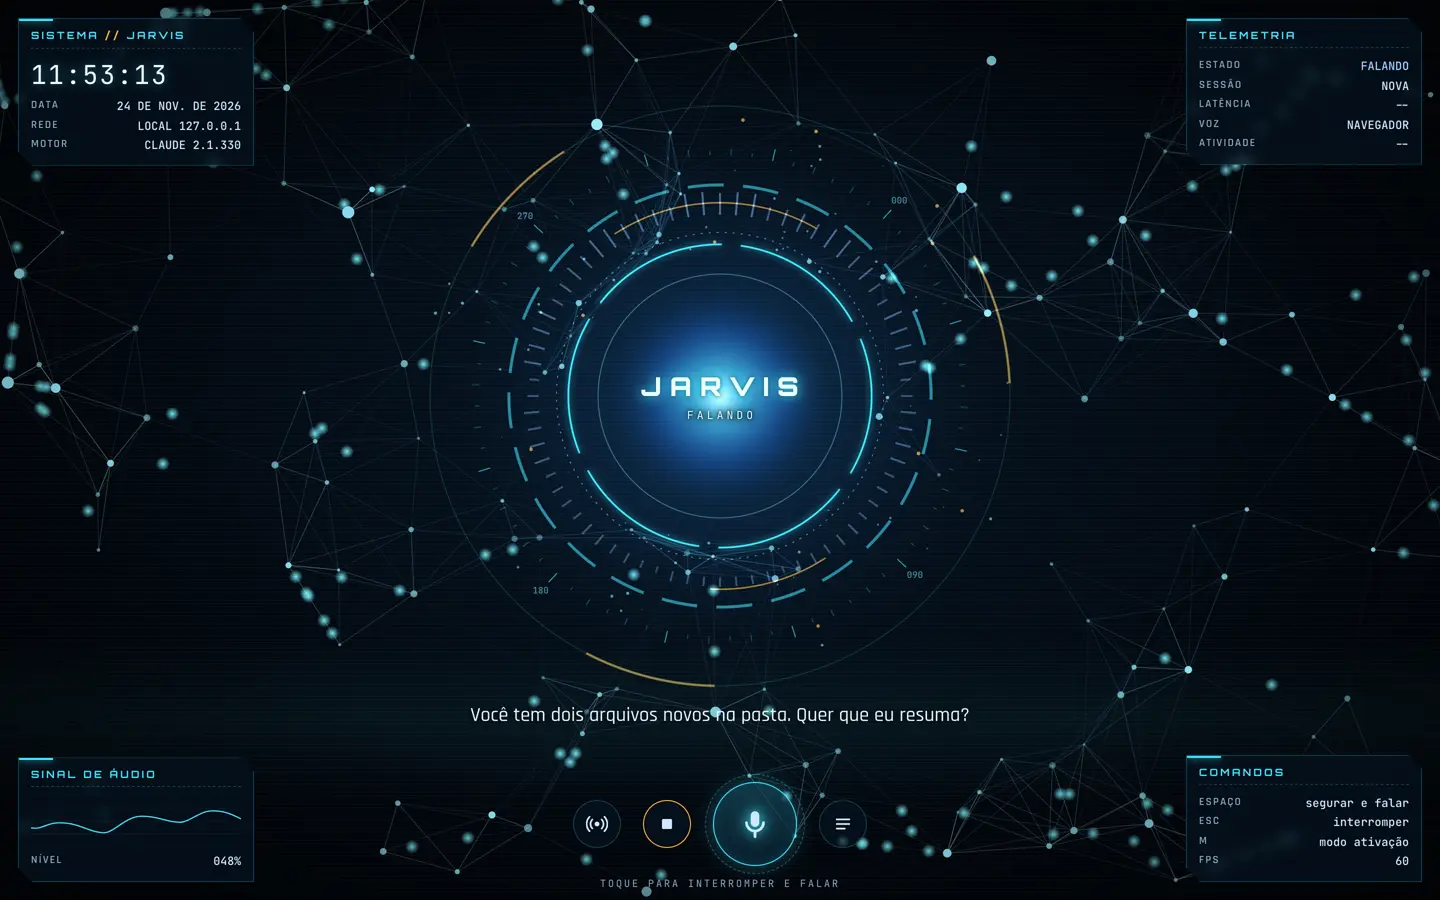 SISTEMA // JARVIS
11:53:13
DATA 24 DE NOV. DE 2026
REDE LOCAL 127.0.0.1
MOTOR CLAUDE 2.1.330
TELEMETRIA
ESTADO FALANDO
SESSÃO NOVA
LATÊNCIA --
VOZ NAVEGADOR
ATIVIDADE --
000
270
JARVIS
FALANDO
090
180
Você tem dois arquivos novos na pasta. Quer que eu resuma?
SINAL DE ÁUDIO
NÍVEL 048%
TOQUE PARA INTERROMPER E FALAR
COMANDOS
ESPAÇO segurar e falar
ESC interromper
M modo ativação
FPS 60